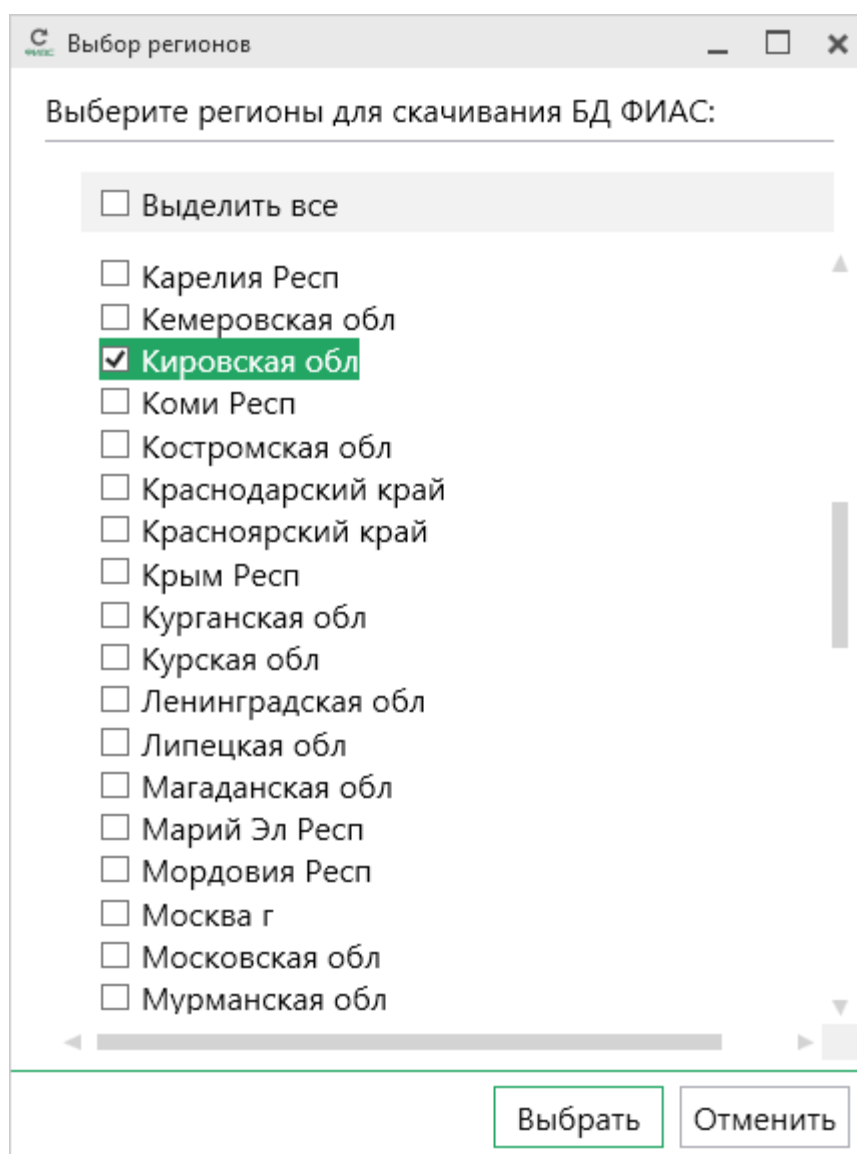 ФИАС
Выбор регионов
Выберите регионы для скачивания БД ФИАС:
Выделить все
Карелия Респ
Кемеровская обл
Кировская обл
Коми Респ
Костромская обл
Краснодарский край
Красноярский край
Крым Респ
Курганская обл
Курская обл
Ленинградская обл
Липецкая обл
Магаданская обл
Марий Эл Респ
Мордовия Респ
Москва г
Московская обл
Мурманская обл
Выбрать
Отменить